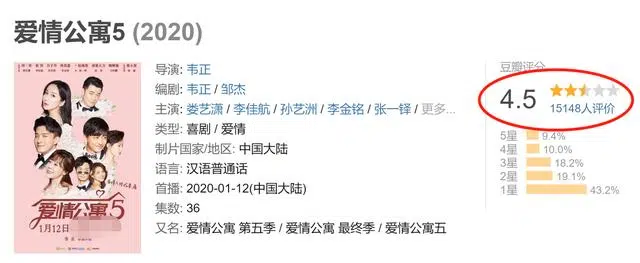 爱情公寓5 (2020)
导演: 韦正
编剧: 韦正 / 邹杰
主演: 娄艺潇 / 李佳航 / 孙艺洲 / 李金铭 / 张一铎 / 更多...
类型: 喜剧 / 爱情
制片国家/地区: 中国大陆
语言: 汉语普通话
首播: 2020-01-12(中国大陆)
集数: 36
又名: 爱情公寓 第五季 / 爱情公寓 最终季 / 爱情公寓五
豆瓣评分
4.5
15148人评价
5星 9.4%
4星 10.0%
3星 18.2%
2星 19.1%
1星 43.2%
爱情公寓5
1月12日